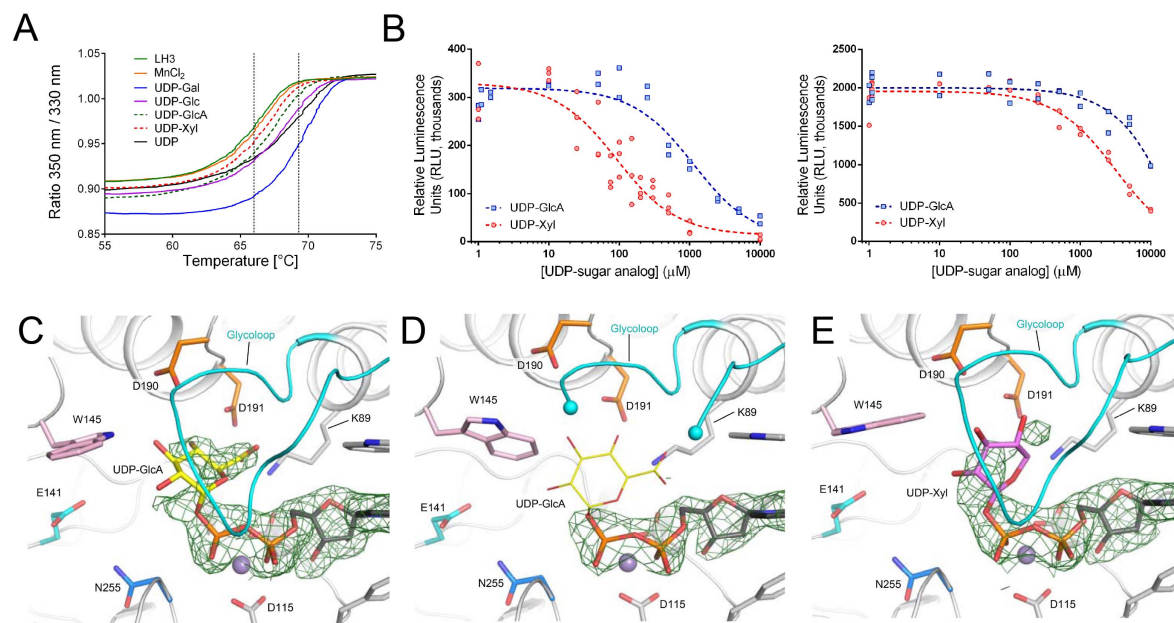 A
1.05
1.00
0.95
0.90
0.85
55
60
65
70
75
Ratio 350 nm / 330 nm
Temperature [°C]
LH3
MnCl2
UDP-Gal
UDP-Glc
UDP-GlcA
UDP-Xyl
UDP
B
400
300
200
100
0
1
10
100
1000
10000
Relative Luminescence
Units (RLU, thousands)
[UDP-sugar analog] (μM)
UDP-GlcA
UDP-Xyl
2500
2000
1500
1000
500
0
1
10
100
1000
10000
Relative Luminescence
Units (RLU, thousands)
[UDP-sugar analog] (μM)
UDP-GlcA
UDP-Xyl
C
Glycoloop
D190
D191
W145
K89
UDP-GlcA
E141
N255
D115
D
Glycoloop
D190
D191
W145
K89
UDP-GlcA
E141
N255
D115
E
Glycoloop
D190
D191
W145
K89
UDP-Xyl
E141
N255
D115